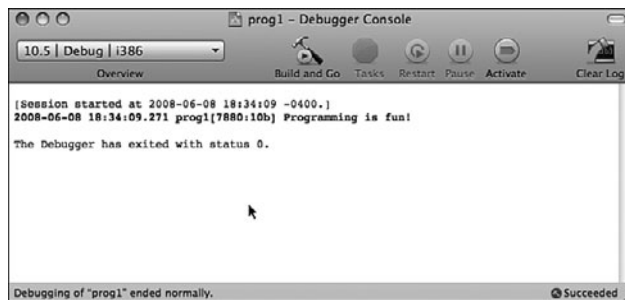 prog1 – Debugger Console
10.5 | Debug | i386
Overview
Build and Go
Tasks
Restart
Pause
Activate
Clear Log
[Session started at 2008-06-08 18:34:09 -0400.]
2008-06-08 18:34:09.271 prog1[7880:10b] Programming is fun!
The Debugger has exited with status 0.
Debugging of "prog1" ended normally.
Succeeded